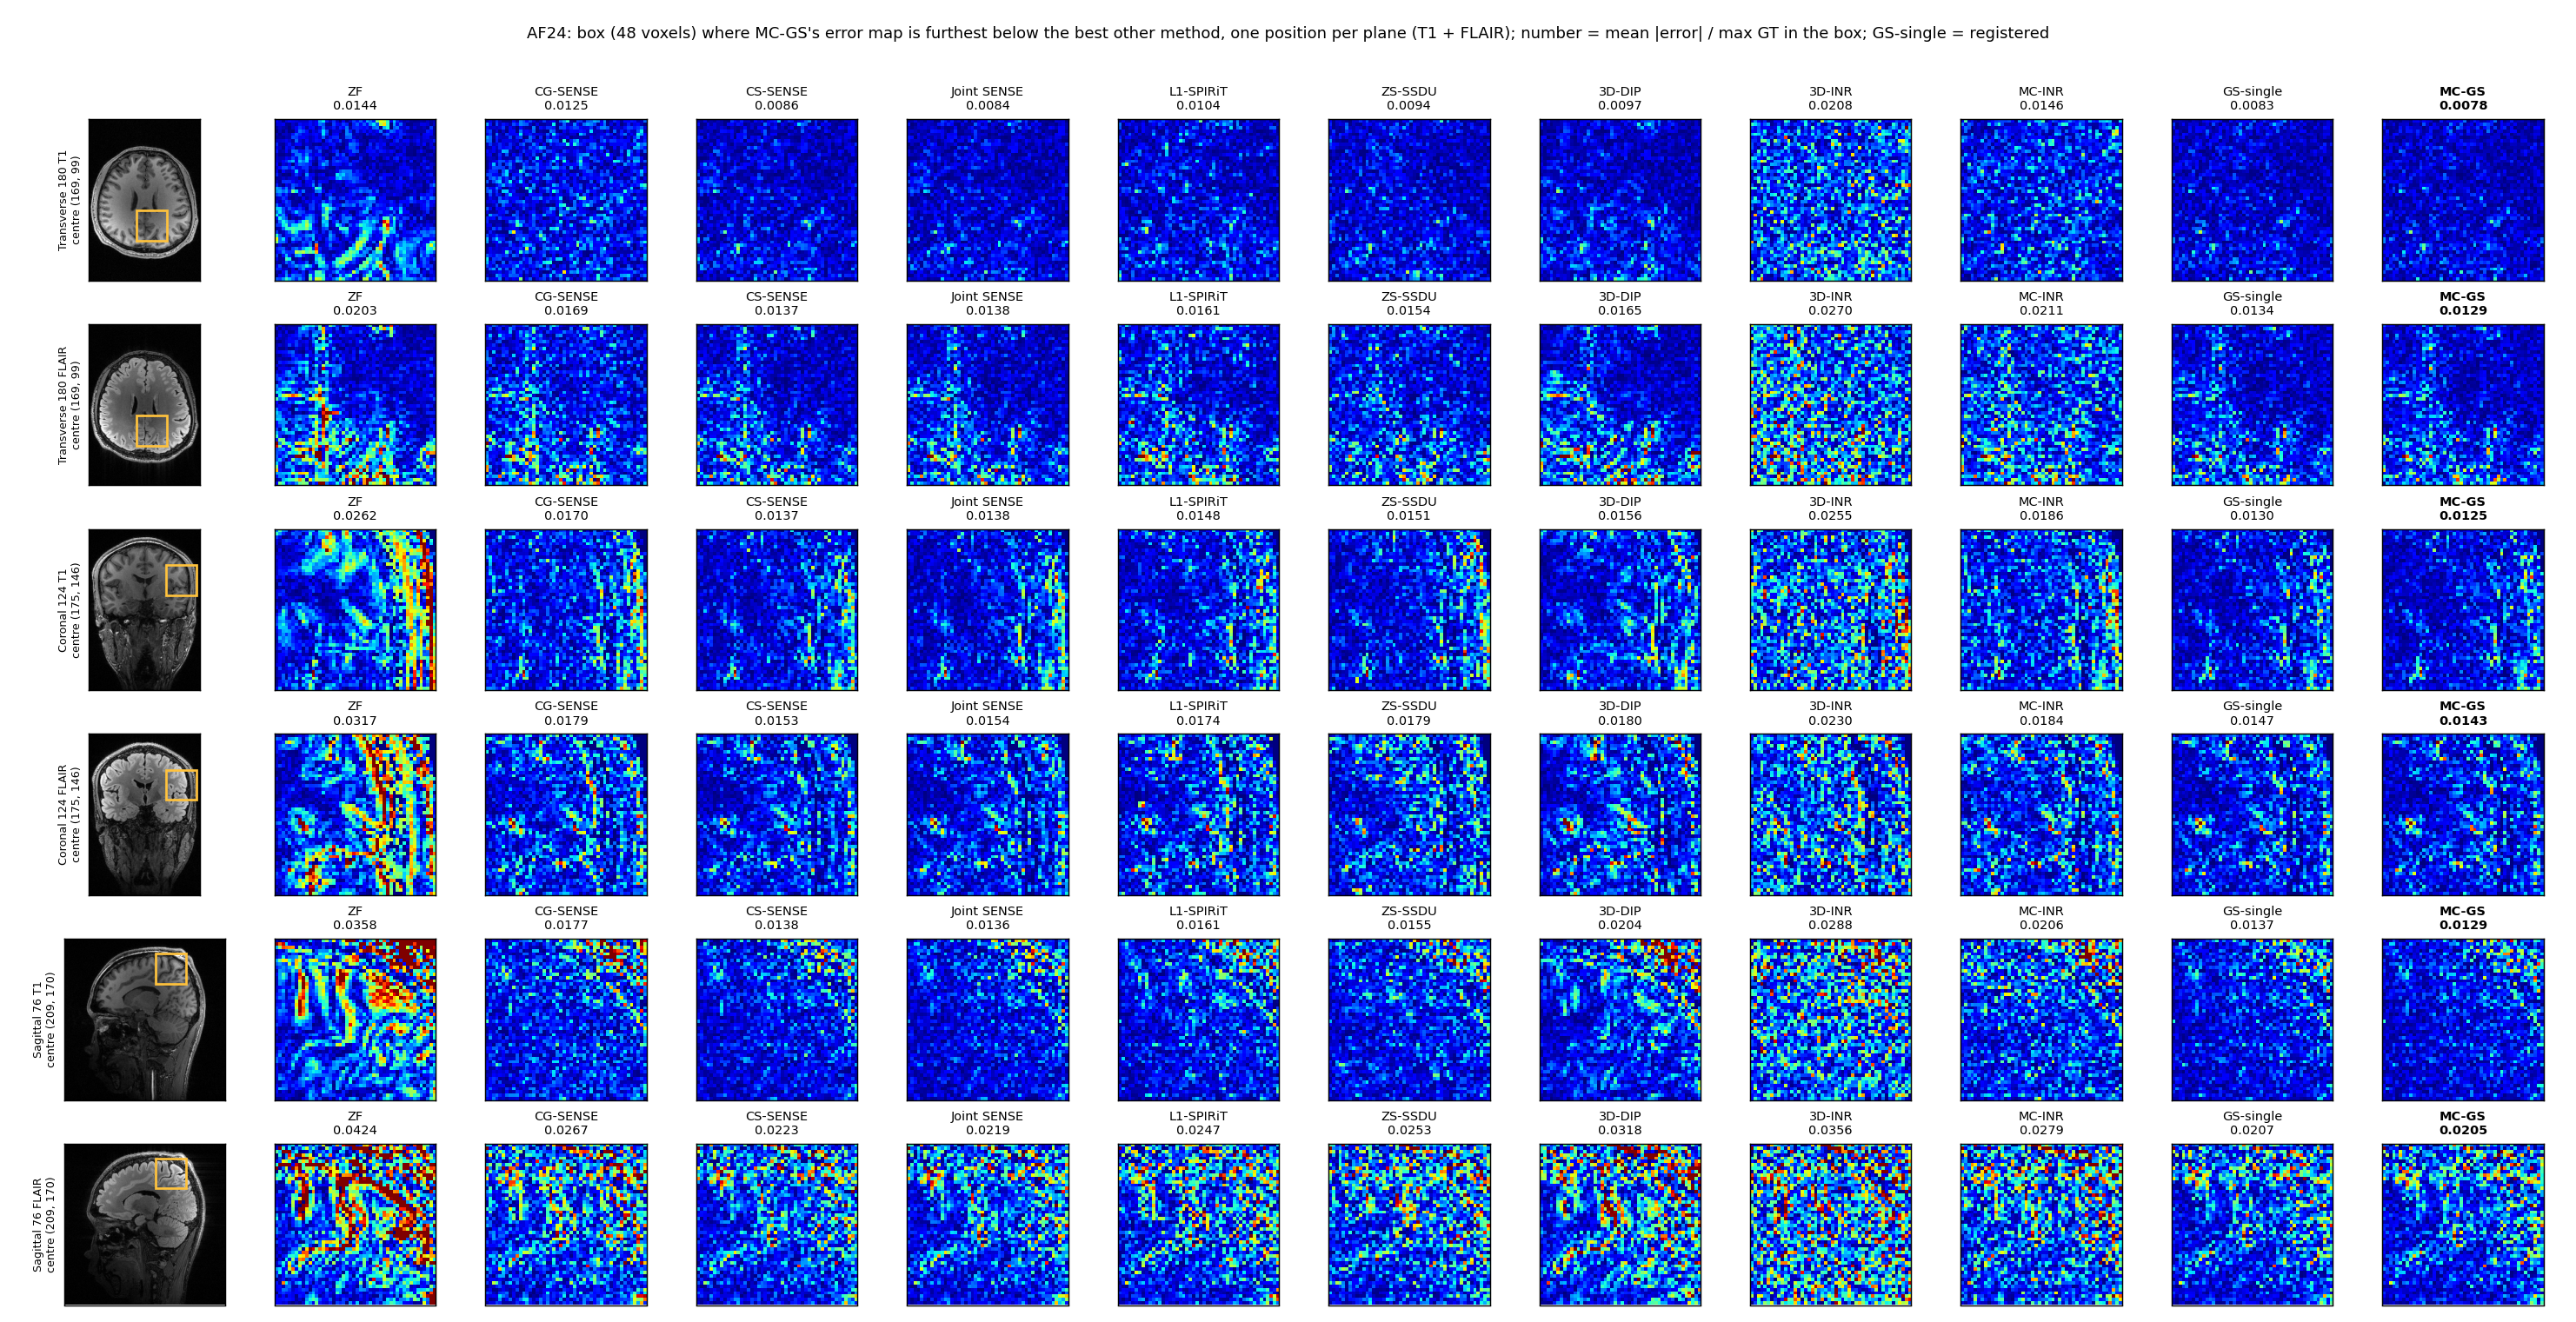 AF24: box (48 voxels) where MC-GS's error map is furthest below the best other method, one position per plane (T1 + FLAIR); number = mean |error| / max GT in the box; GS-single = registered
ZF CG-SENSE CS-SENSE Joint SENSE L1-SPIRiT ZS-SSDU 3D-DIP 3D-INR MC-INR GS-single MC-GS
0.0144 0.0125 0.0086 0.0084 0.0104 0.0094 0.0097 0.0208 0.0146 0.0083 0.0078
Transverse 180 T1
centre (169, 99)
ZF CG-SENSE CS-SENSE Joint SENSE L1-SPIRiT ZS-SSDU 3D-DIP 3D-INR MC-INR GS-single MC-GS
0.0203 0.0169 0.0137 0.0138 0.0161 0.0154 0.0165 0.0270 0.0211 0.0134 0.0129
Transverse 180 FLAIR
centre (169, 99)
ZF CG-SENSE CS-SENSE Joint SENSE L1-SPIRiT ZS-SSDU 3D-DIP 3D-INR MC-INR GS-single MC-GS
0.0262 0.0170 0.0137 0.0138 0.0148 0.0151 0.0156 0.0255 0.0186 0.0130 0.0125
Coronal 124 T1
centre (175, 146)
ZF CG-SENSE CS-SENSE Joint SENSE L1-SPIRiT ZS-SSDU 3D-DIP 3D-INR MC-INR GS-single MC-GS
0.0317 0.0179 0.0153 0.0154 0.0174 0.0179 0.0180 0.0230 0.0184 0.0147 0.0143
Coronal 124 FLAIR
centre (175, 146)
ZF CG-SENSE CS-SENSE Joint SENSE L1-SPIRiT ZS-SSDU 3D-DIP 3D-INR MC-INR GS-single MC-GS
0.0358 0.0177 0.0138 0.0136 0.0161 0.0155 0.0204 0.0288 0.0206 0.0137 0.0129
Sagittal 76 T1
centre (209, 170)
ZF CG-SENSE CS-SENSE Joint SENSE L1-SPIRiT ZS-SSDU 3D-DIP 3D-INR MC-INR GS-single MC-GS
0.0424 0.0267 0.0223 0.0219 0.0247 0.0253 0.0318 0.0356 0.0279 0.0207 0.0205
Sagittal 76 FLAIR
centre (209, 170)